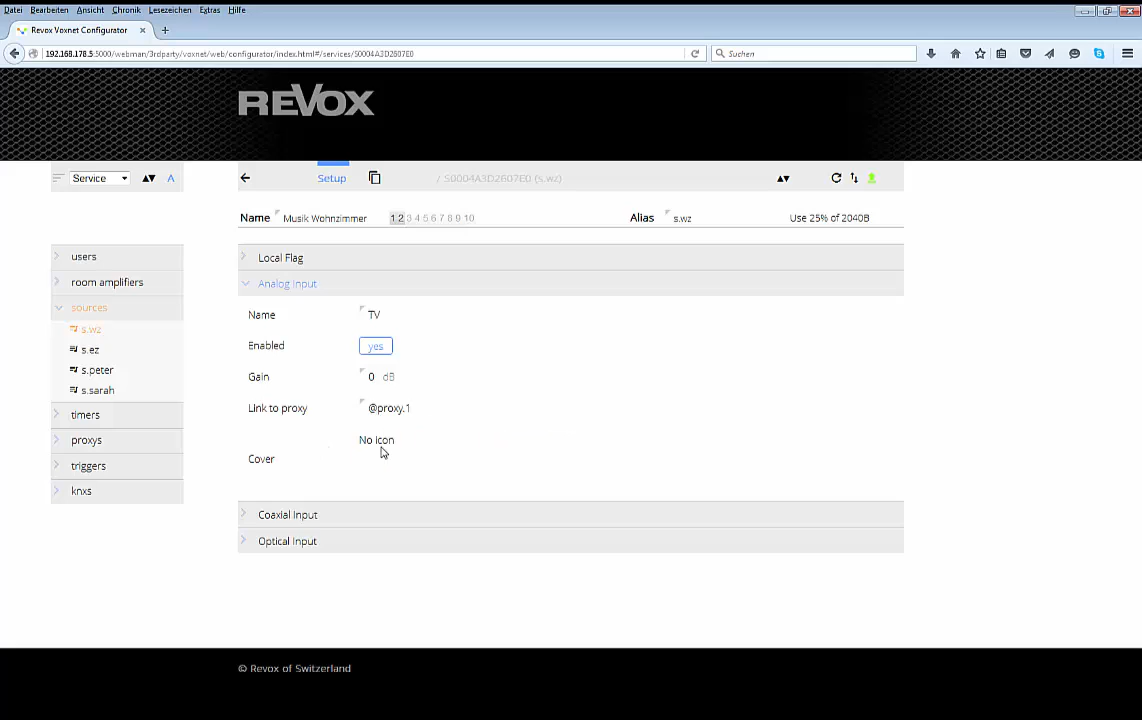 Datei Bearbeiten Ansicht Chronik Lesezeichen Extras Hilfe
Revox Voxnet Configurator × +
192.168.178.5:5000/webman/3rdparty/voxnet/web/configurator/index.html#/services/S0004A3D2607E0 Suchen
REVOX
Service ▲▼ A Setup / S0004A3D2607E0 (s.wz) ▲▼
Name Musik Wohnzimmer 1 2 3 4 5 6 7 8 9 10 Alias s.wz Use 25% of 2040B
users
room amplifiers
sources
s.wz
s.ez
s.peter
s.sarah
timers
proxys
triggers
knxs
Local Flag
Analog Input
Name TV
Enabled yes
Gain 0 dB
Link to proxy @proxy.1
No icon
Cover
Coaxial Input
Optical Input
© Revox of Switzerland